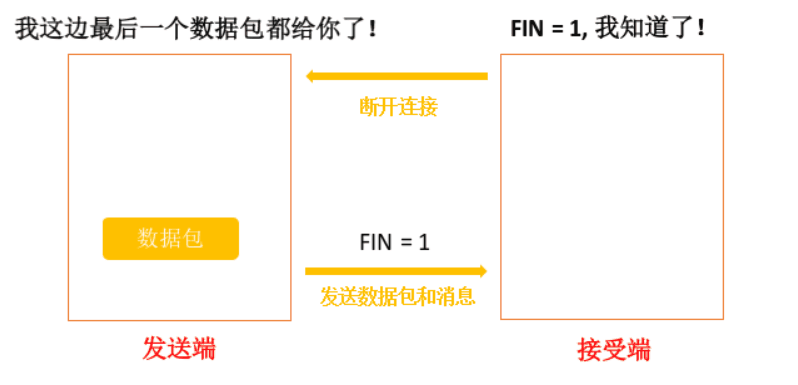 我这边最后一个数据包都给你了！
FIN = 1, 我知道了！
断开连接
数据包
FIN = 1
发送数据包和消息
发送端
接受端